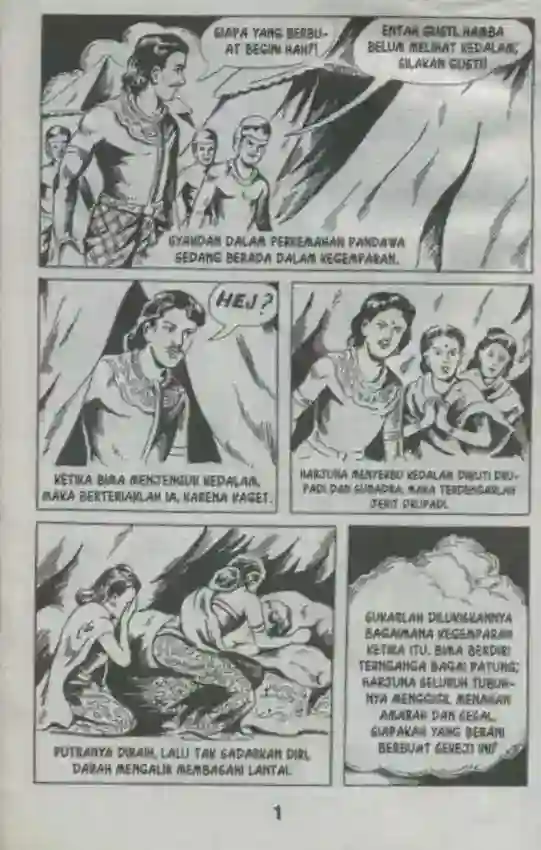 SIAPA YANG BERBU-
AT BEGINI HAH?!
ENTAH GUSTI, HAMBA
BELUM MELIHAT KEDALAM,
SILAKAN GUSTI!
SYAHDAN DALAM PERKEMAHAN PANDAWA
SEDANG BERADA DALAM KEGEMPARAN.
HEJ?
KETIKA BIMA MENJENGUK KEDALAM,
MAKA BERTERIAKLAH IA, KARENA KAGET.
HARJUNA MENYERBU KEDALAM DIIKUTI DRU-
PADI DAN SUBADRA, MAKA TERDENGARLAH
JERIT DRUPADI.
PUTRANYA DIRAIH, LALU TAK SADARKAN DIRI,
DARAH MENGALIR MEMBASAHI LANTAI.
SUKARLAH DILUKISKANNYA
BAGAIMANA KEGEMPARAN
KETIKA ITU. BIMA BERDIRI
TERNGANGA BAGAI PATUNG;
HARJUNA SELURUH TUBUH-
NYA MENGGIGIL MENAHAN
AMARAH DAN SESAL.
SIAPAKAH YANG BERANI
BERBUAT SEKEJI INI?
1